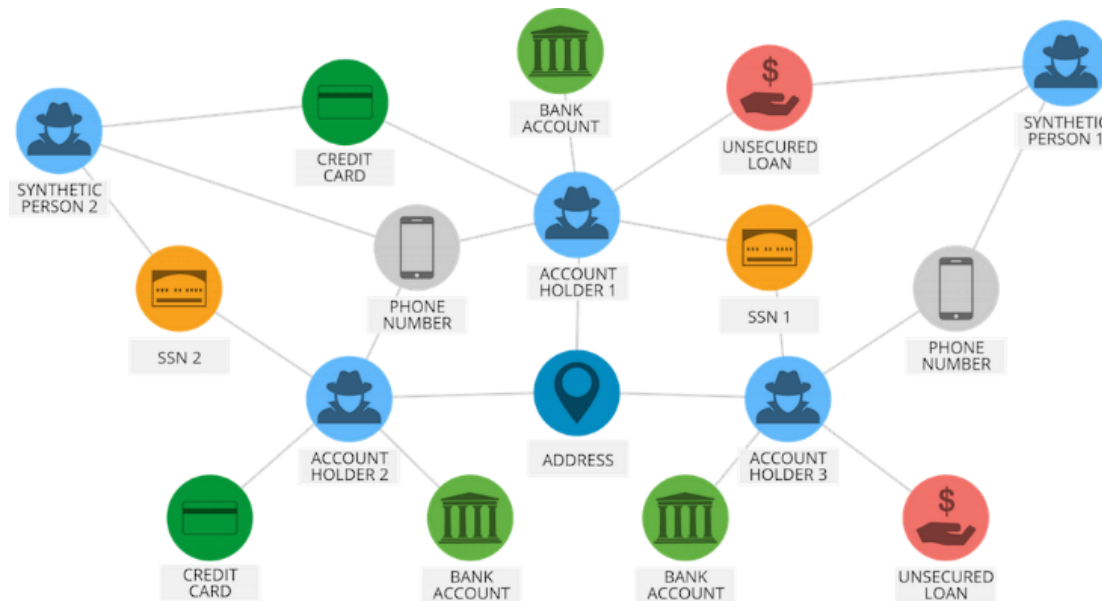 BANK
ACCOUNT
SYNTHETIC
PERSON 1
UNSECURED
LOAN
CREDIT
CARD
SYNTHETIC
PERSON 2
ACCOUNT
HOLDER 1
PHONE
NUMBER
SSN 1
SSN 2
PHONE
NUMBER
ACCOUNT
HOLDER 2
ADDRESS
ACCOUNT
HOLDER 3
CREDIT
CARD
BANK
ACCOUNT
BANK
ACCOUNT
UNSECURED
LOAN